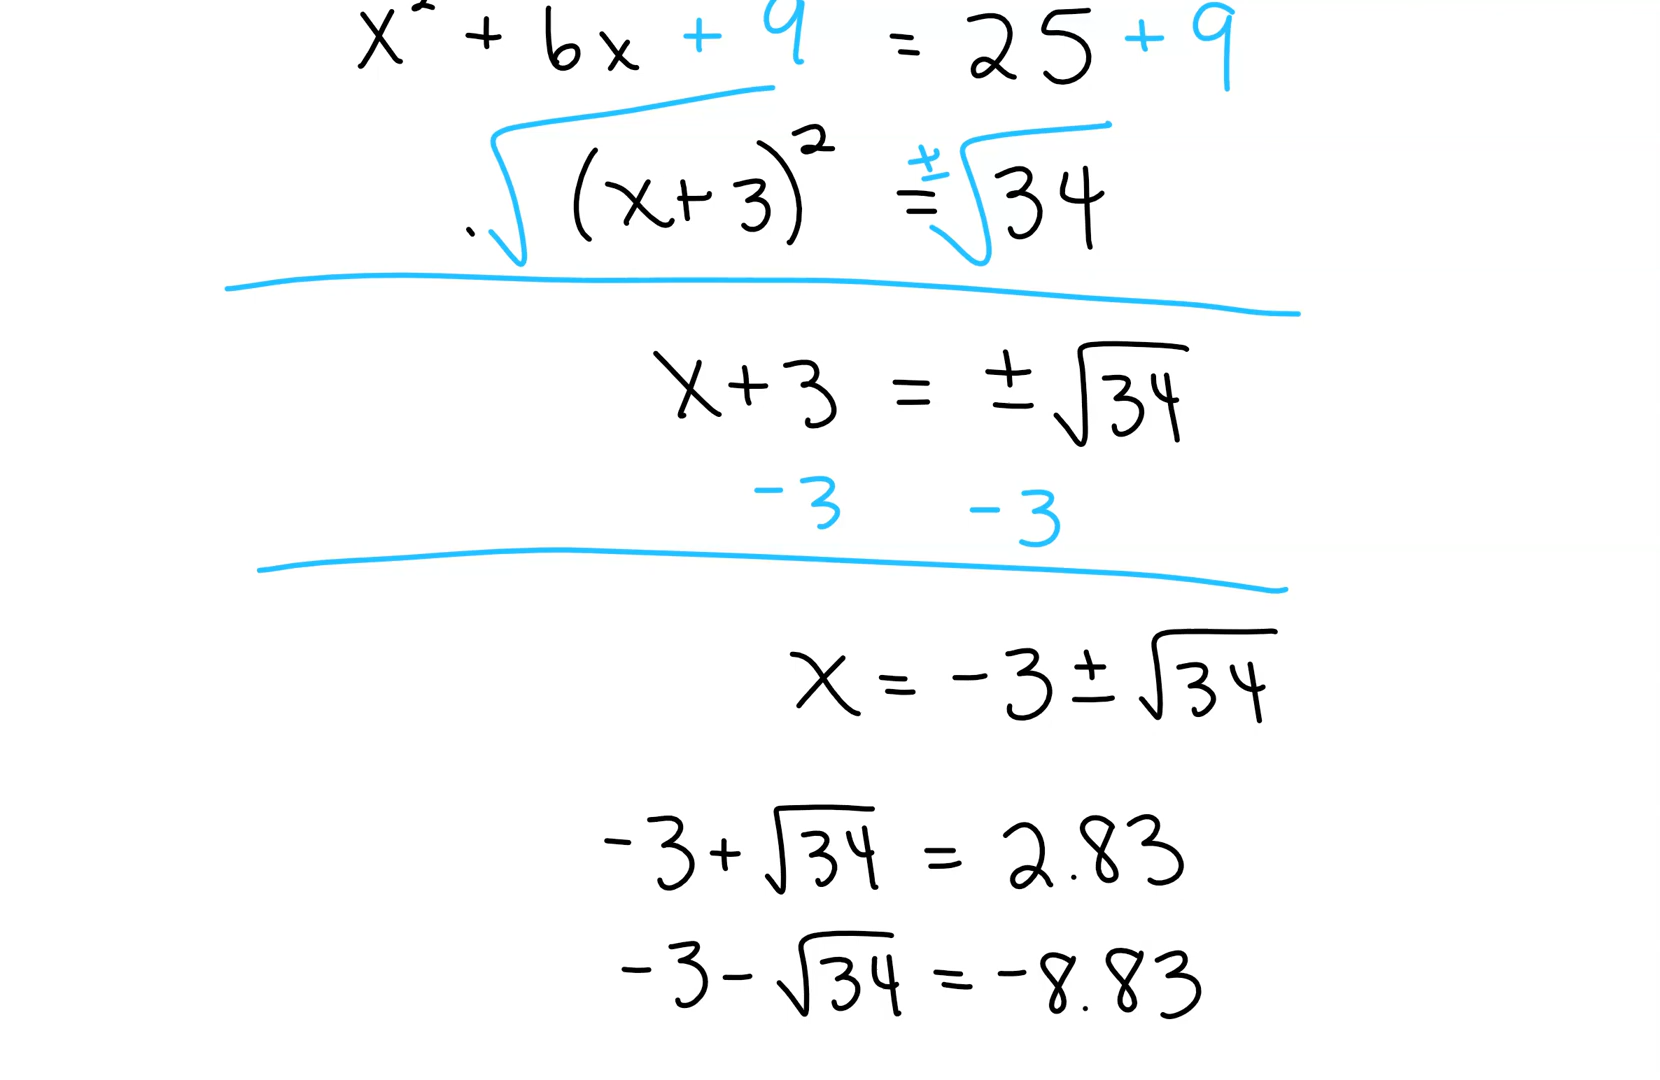 x² + 6x + 9 = 25 + 9
√(x+3)² = ±√34
x+3 = ±√34
-3 -3
x = -3 ± √34
-3 + √34 = 2.83
-3 - √34 = -8.83